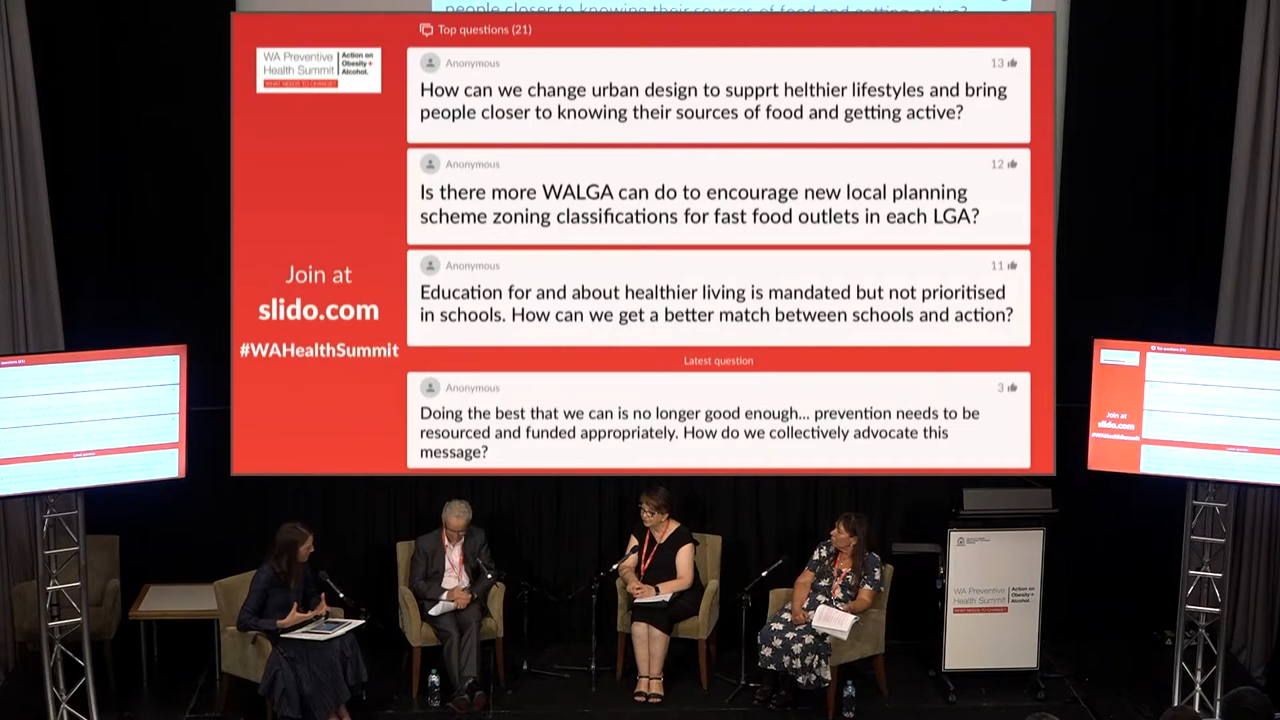 people closer to knowing their sources of food and getting active?
Top questions (21)
WA Preventive
Health Summit
WHAT NEEDS TO CHANGE?
Action on
Obesity +
Alcohol.
Anonymous
13
How can we change urban design to supprt helthier lifestyles and bring
people closer to knowing their sources of food and getting active?
Anonymous
12
Is there more WALGA can do to encourage new local planning
scheme zoning classifications for fast food outlets in each LGA?
Anonymous
11
Education for and about healthier living is mandated but not prioritised
in schools. How can we get a better match between schools and action?
Join at
slido.com
#WAHealthSummit
Latest question
Anonymous
3
Doing the best that we can is no longer good enough... prevention needs to be
resourced and funded appropriately. How do we collectively advocate this
message?
Join at
slido.com
#WAHealthSummit
WA Preventive
Health Summit
WHAT NEEDS TO CHANGE?
Action on
Obesity +
Alcohol.